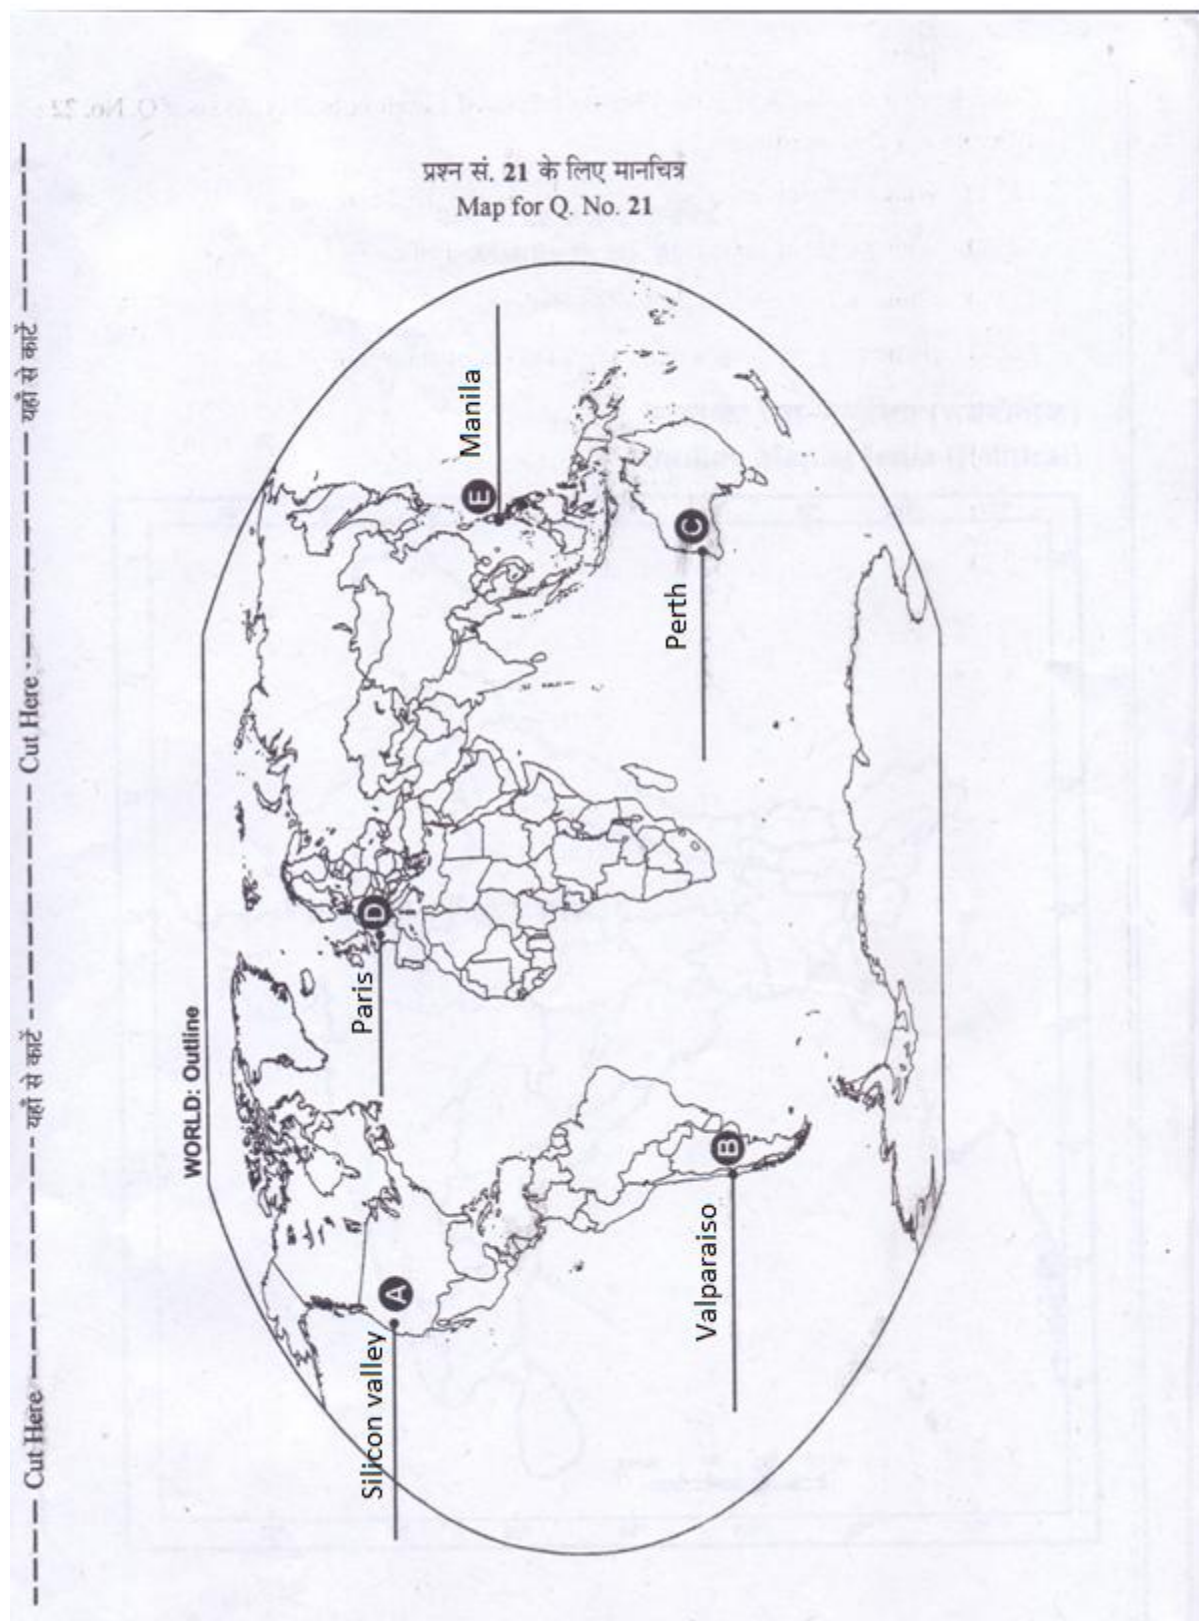 प्रश्न सं. 21 के लिए मानचित्र
Map for Q. No. 21
---- Cut Here ---- यहाँ से काटें ---- Cut Here ---- यहाँ से काटें ----
WORLD: Outline
Silicon valley
A
Valparaiso
B
Paris
D
Perth
C
Manila
E